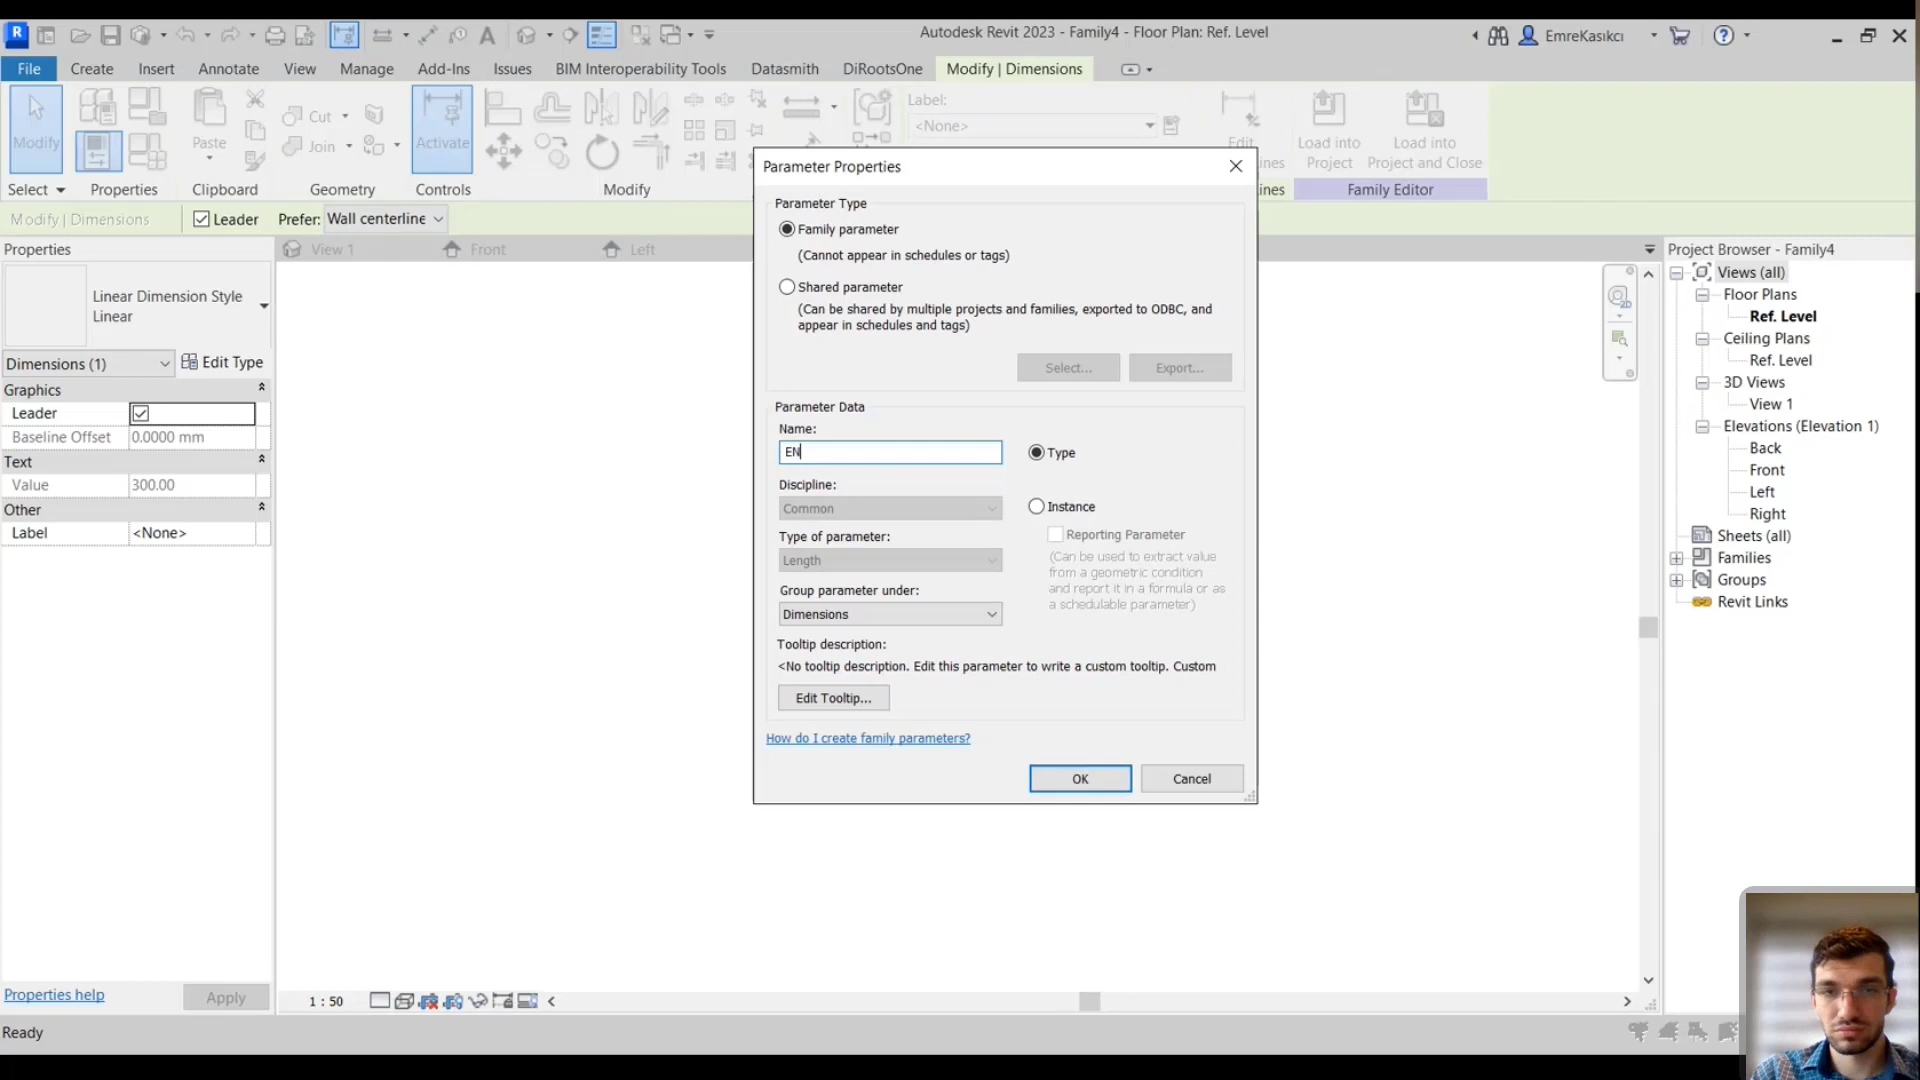 Autodesk Revit 2023 - Family4 - Floor Plan: Ref. Level
EmreKasıkcı
File Create Insert Annotate View Manage Add-Ins Issues BIM Interoperability Tools Datasmith DiRootsOne Modify | Dimensions
Modify
Paste
Cut
Join
Activate
Label:
<None>
Edit
Load into
Project
Load into
Project and Close
Select Properties Clipboard Geometry Controls Modify Family Editor
Modify | Dimensions Leader Prefer: Wall centerline
Properties
View 1 Front Left
Linear Dimension Style
Linear
Dimensions (1) Edit Type
Graphics
Leader
Baseline Offset 0.0000 mm
Text
Value 300.00
Other
Label <None>
Properties help Apply
Parameter Properties
Parameter Type
Family parameter
(Cannot appear in schedules or tags)
Shared parameter
(Can be shared by multiple projects and families, exported to ODBC, and
appear in schedules and tags)
Select... Export...
Parameter Data
Name:
EN
Type
Discipline:
Common
Instance
Reporting Parameter
(Can be used to extract value
from a geometric condition
and report it in a formula or as
a schedulable parameter)
Type of parameter:
Length
Group parameter under:
Dimensions
Tooltip description:
<No tooltip description. Edit this parameter to write a custom tooltip. Custom
Edit Tooltip...
How do I create family parameters?
OK Cancel
Project Browser - Family4
Views (all)
Floor Plans
Ref. Level
Ceiling Plans
Ref. Level
3D Views
View 1
Elevations (Elevation 1)
Back
Front
Left
Right
Sheets (all)
Families
Groups
Revit Links
1 : 50
Ready